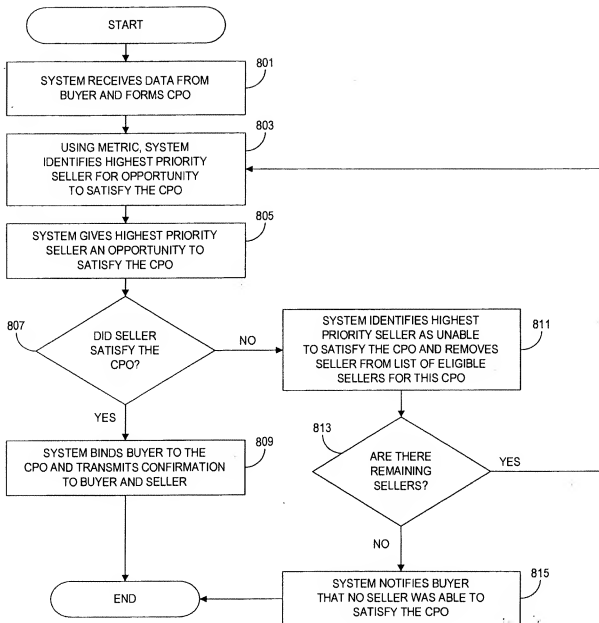 START
801
SYSTEM RECEIVES DATA FROM
BUYER AND FORMS CPO
803
USING METRIC, SYSTEM
IDENTIFIES HIGHEST PRIORITY
SELLER FOR OPPORTUNITY
TO SATISFY THE CPO
805
SYSTEM GIVES HIGHEST PRIORITY
SELLER AN OPPORTUNITY TO
SATISFY THE CPO
807
DID SELLER
SATISFY THE
CPO?
NO
811
SYSTEM IDENTIFIES HIGHEST
PRIORITY SELLER AS UNABLE
TO SATISFY THE CPO AND REMOVES
SELLER FROM LIST OF ELIGIBLE
SELLERS FOR THIS CPO
YES
809
SYSTEM BINDS BUYER TO THE
CPO AND TRANSMITS CONFIRMATION
TO BUYER AND SELLER
813
ARE THERE
REMAINING
SELLERS?
YES
NO
815
SYSTEM NOTIFIES BUYER
THAT NO SELLER WAS ABLE TO
SATISFY THE CPO
END